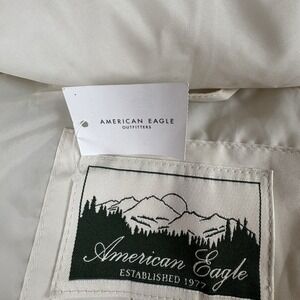 AMERICAN EAGLE
OUTFITTERS
American Eagle
ESTABLISHED 1977